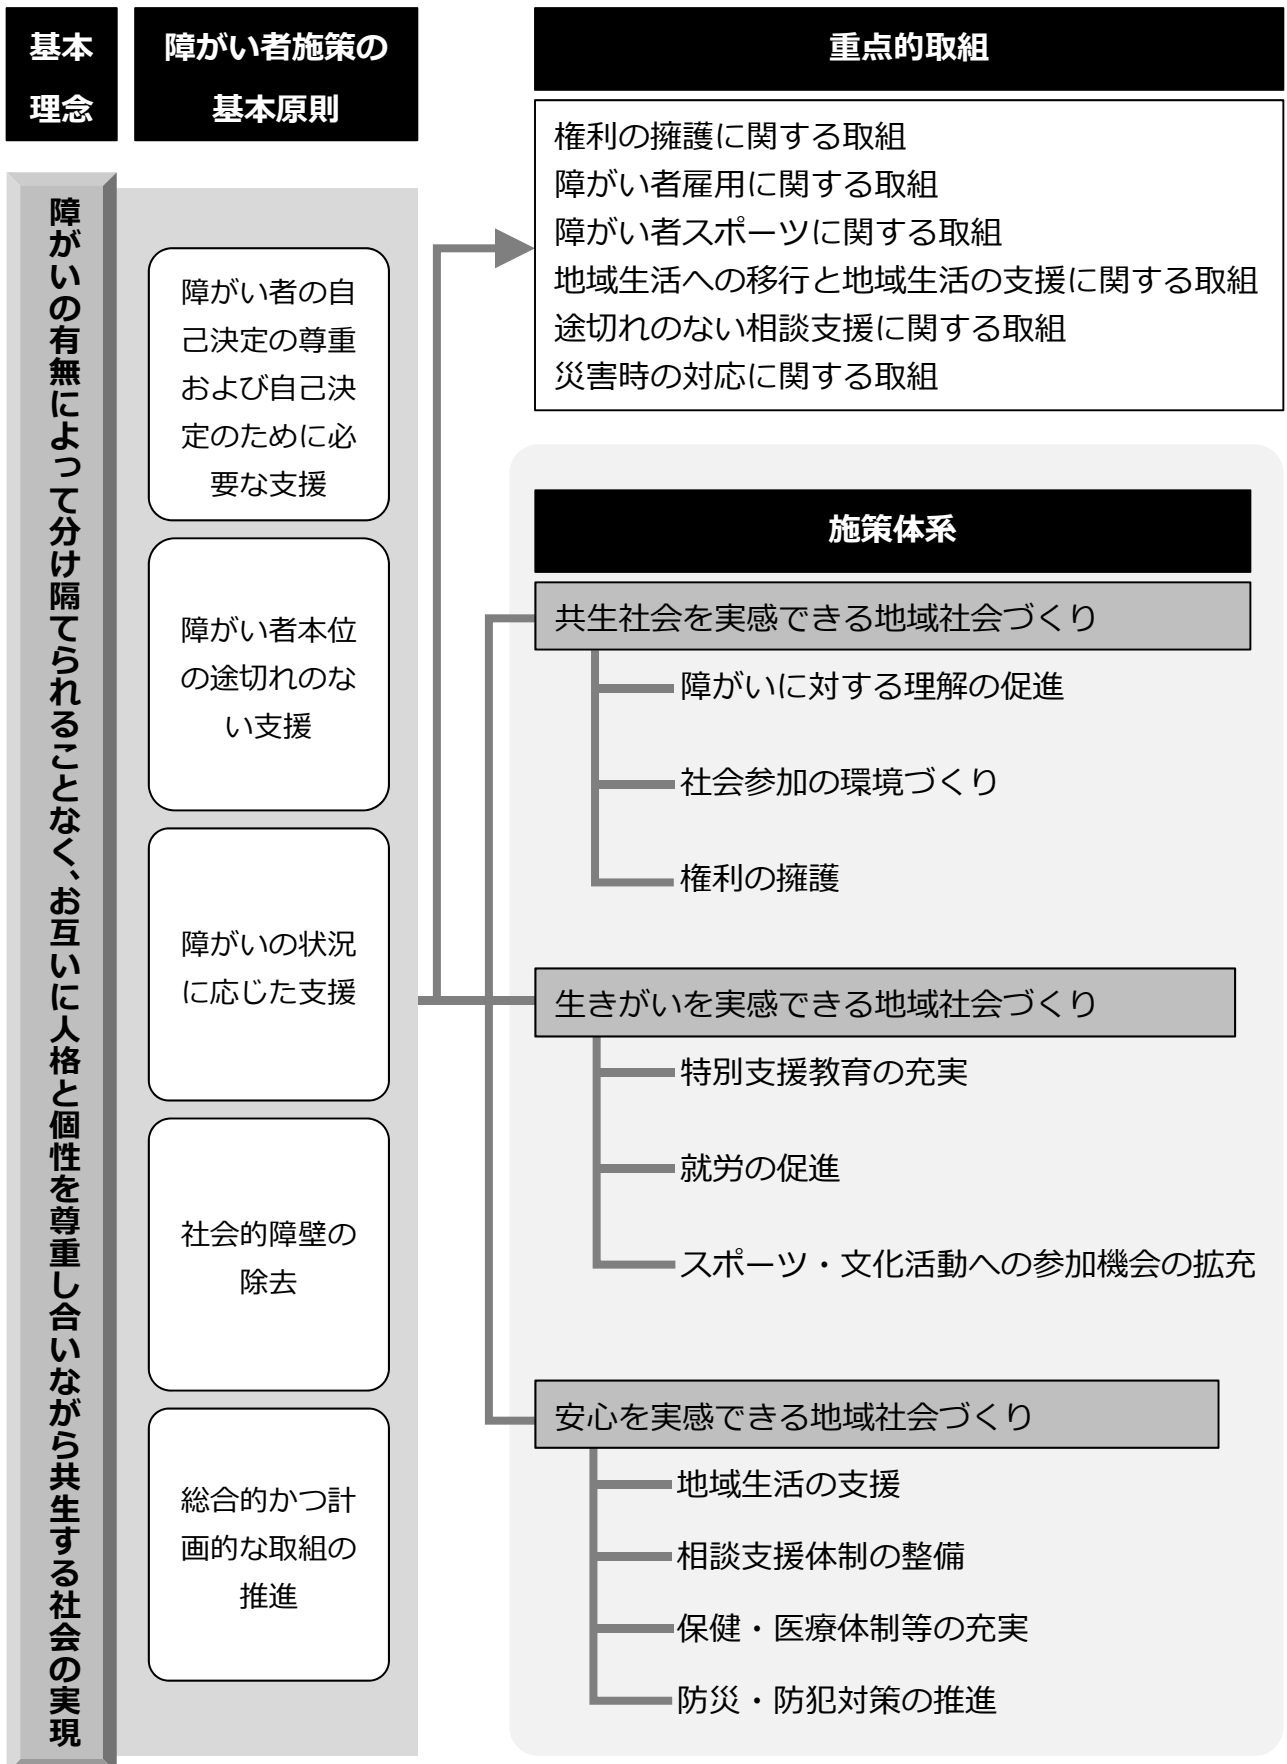 基本
理念
障がい者施策の
基本原則
重点的取組
障がいの有無によって分け隔てられることなく、お互いに人格と個性を尊重し合いながら共生する社会の実現
障がい者の自
己決定の尊重
および自己決
定のために必
要な支援
障がい者本位
の途切れのな
い支援
障がいの状況
に応じた支援
社会的障壁の
除去
総合的かつ計
画的な取組の
推進
権利の擁護に関する取組
障がい者雇用に関する取組
障がい者スポーツに関する取組
地域生活への移行と地域生活の支援に関する取組
途切れのない相談支援に関する取組
災害時の対応に関する取組
施策体系
共生社会を実感できる地域社会づくり
障がいに対する理解の促進
社会参加の環境づくり
権利の擁護
生きがいを実感できる地域社会づくり
特別支援教育の充実
就労の促進
スポーツ・文化活動への参加機会の拡充
安心を実感できる地域社会づくり
地域生活の支援
相談支援体制の整備
保健・医療体制等の充実
防災・防犯対策の推進